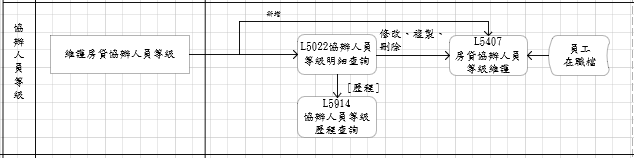 協辦人員等級
維護房貸協辦人員等級
新增
L5022協辦人員
等級明細查詢
修改、複製、
刪除
L5407
房貸協辦人員
等級維護
員工
在職檔
[歷程]
L5914
協辦人員等級
歷程查詢